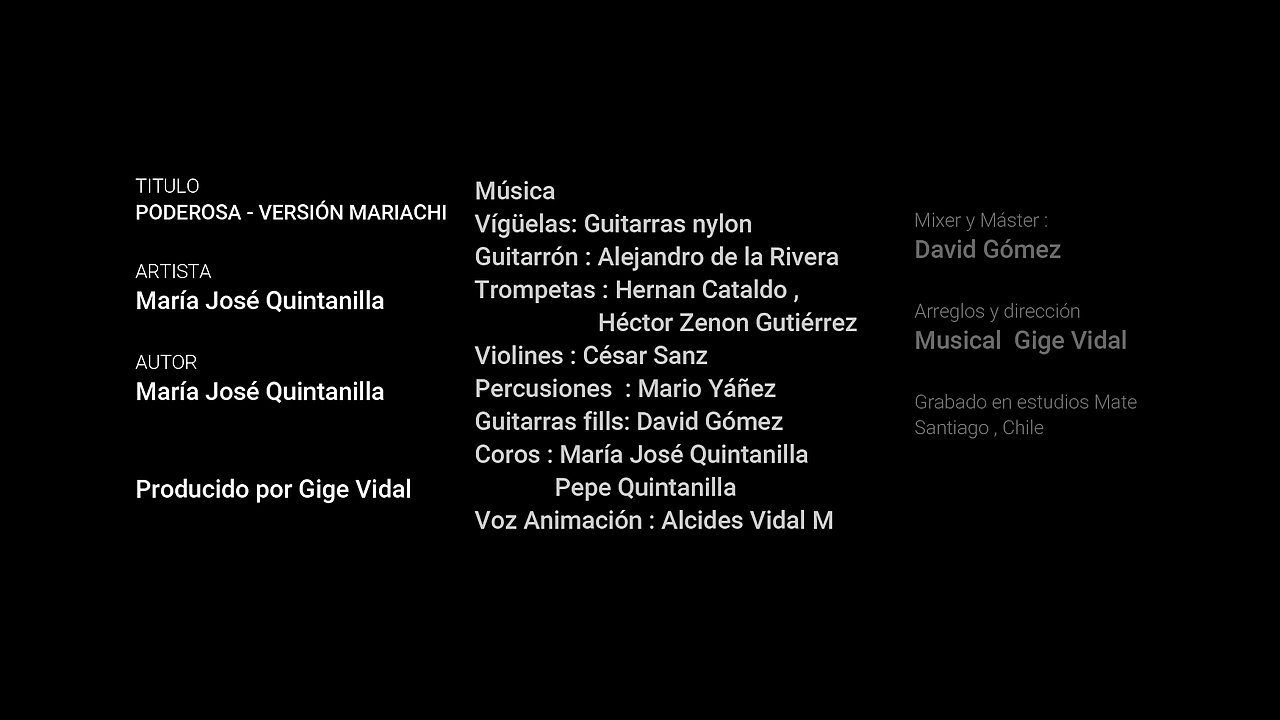 TITULO
PODEROSA - VERSIÓN MARIACHI
ARTISTA
María José Quintanilla
AUTOR
María José Quintanilla
Producido por Gige Vidal
Música
Vígüelas: Guitarras nylon
Guitarrón : Alejandro de la Rivera
Trompetas : Hernan Cataldo ,
Héctor Zenon Gutiérrez
Violines : César Sanz
Percusiones  : Mario Yáñez
Guitarras fills: David Gómez
Coros : María José Quintanilla
Pepe Quintanilla
Voz Animación : Alcides Vidal M
Mixer y Máster :
David Gómez
Arreglos y dirección
Musical  Gige Vidal
Grabado en estudios Mate
Santiago , Chile